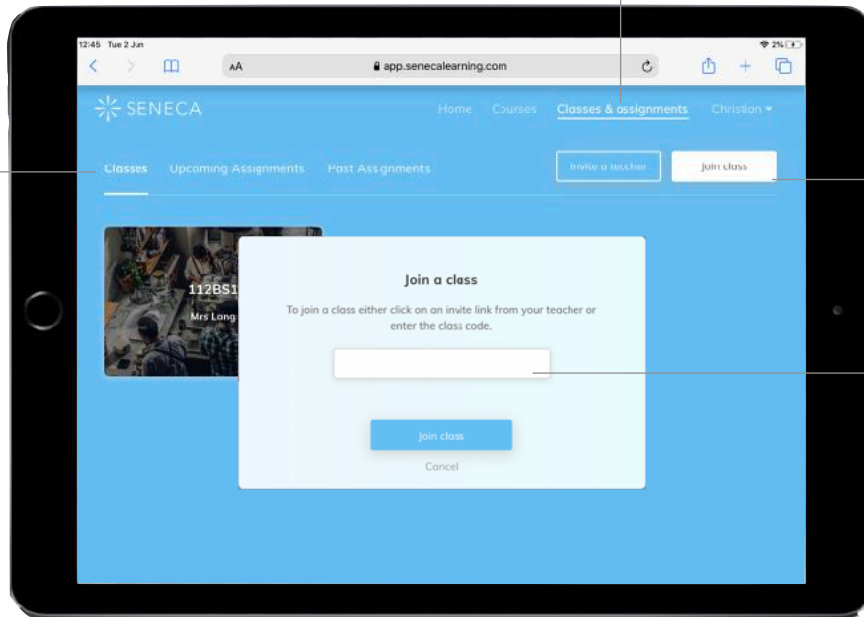 12:45 Tue 2 Jun 2%
AA app.senecalearning.com
SENECA Home Courses Classes & assignments Christian
Classes Upcoming Assignments Past Assignments Invite a teacher Join class
112BS1
Mrs Lang
Join a class
To join a class either click on an invite link from your teacher or
enter the class code.
Join class
Cancel